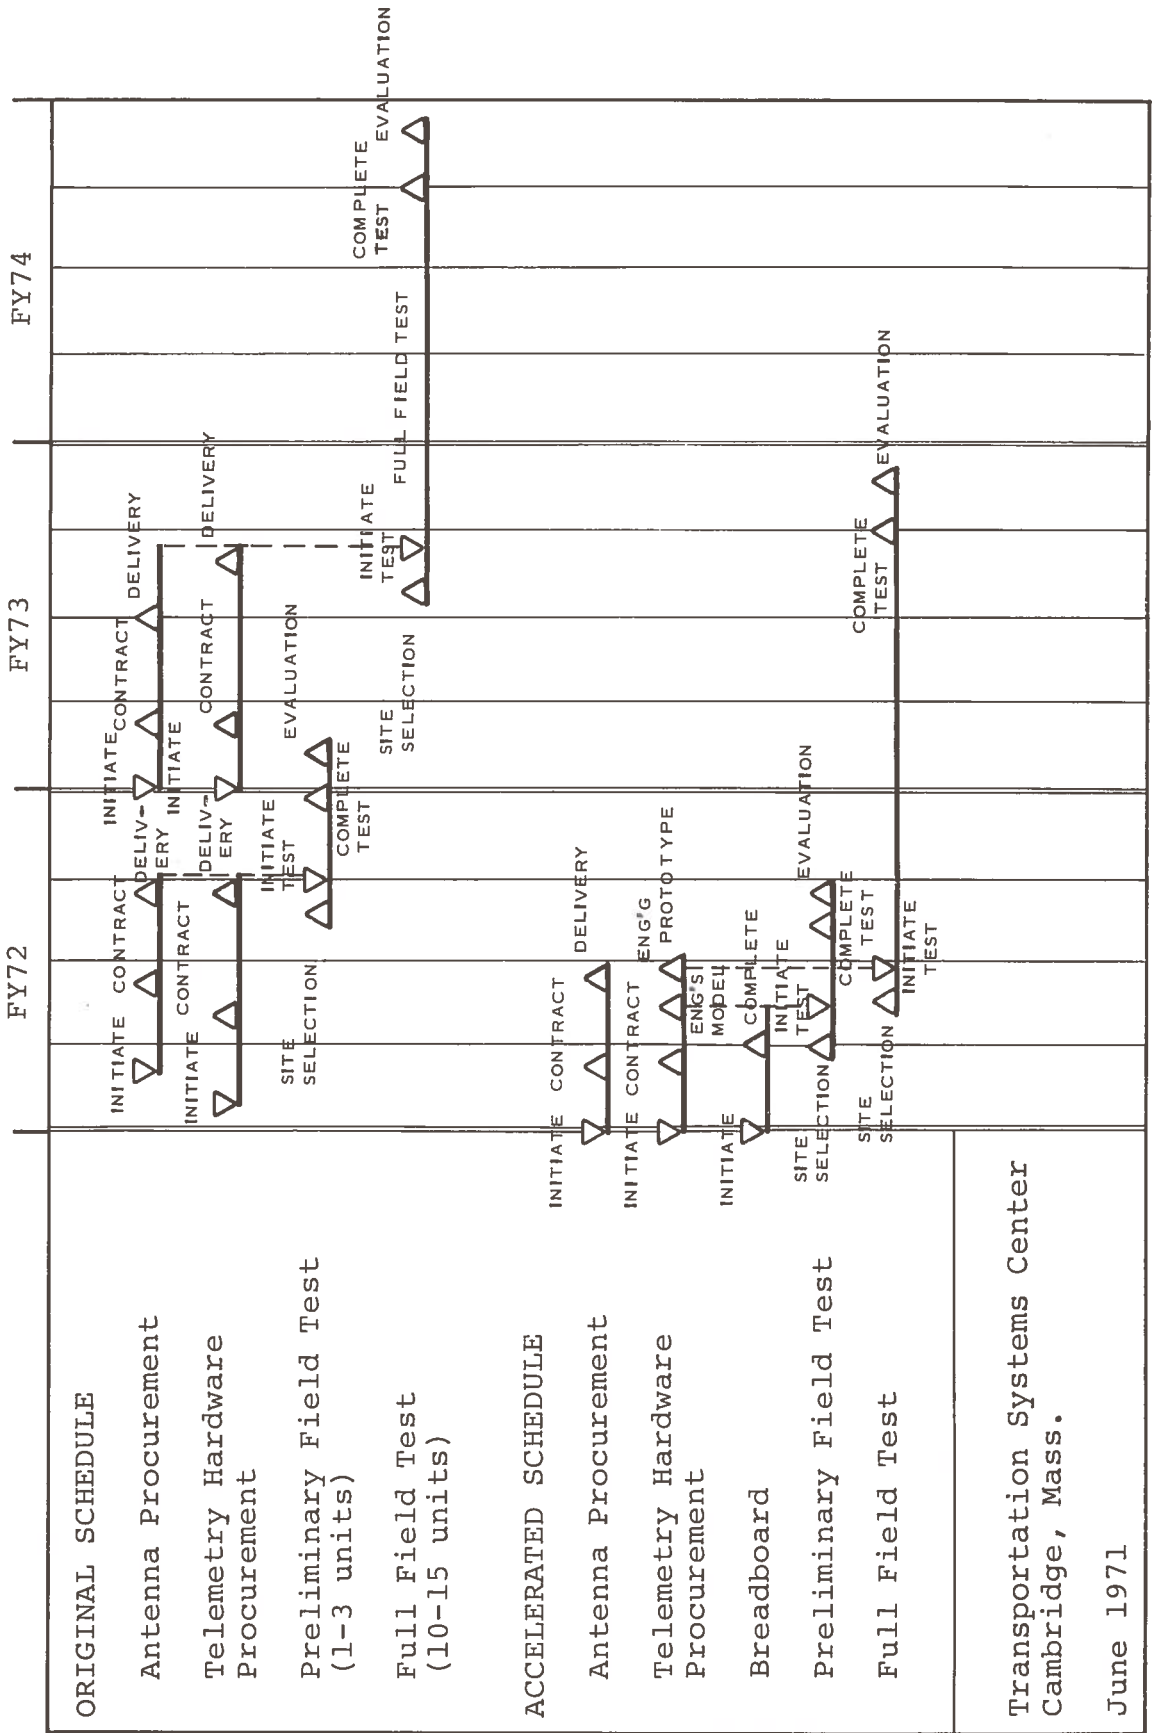 FY72 FY73 FY74
ORIGINAL SCHEDULE
Antenna Procurement
INITIATE CONTRACT DELIV-
ERY
INITIATE CONTRACT DELIVERY
Telemetry Hardware
Procurement
INITIATE CONTRACT DELIV-
ERY
INITIATE CONTRACT DELIVERY
Preliminary Field Test
(1-3 units)
SITE
SELECTION
INITIATE
TEST
COMPLETE
TEST
EVALUATION
Full Field Test
(10-15 units)
SITE
SELECTION
INITIATE
TEST
FULL FIELD TEST
COMPLETE
TEST
EVALUATION
ACCELERATED SCHEDULE
Antenna Procurement
INITIATE CONTRACT DELIVERY
Telemetry Hardware
Procurement
INITIATE CONTRACT ENG'S
MODEL
ENG'G
PROTOTYPE
Breadboard
INITIATE COMPLETE
Preliminary Field Test
SITE
SELECTION
INITIATE
TEST
COMPLETE
TEST
EVALUATION
Full Field Test
SITE
SELECTION
INITIATE
TEST
COMPLETE
TEST
EVALUATION
Transportation Systems Center
Cambridge, Mass.
June 1971